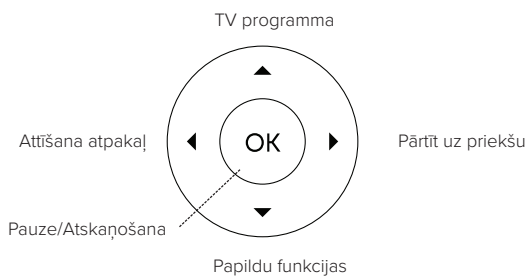 TV programma
Attīšana atpakaļ
OK
Pārtīt uz priekšu
Pauze/Atskaņošana
Papildu funkcijas